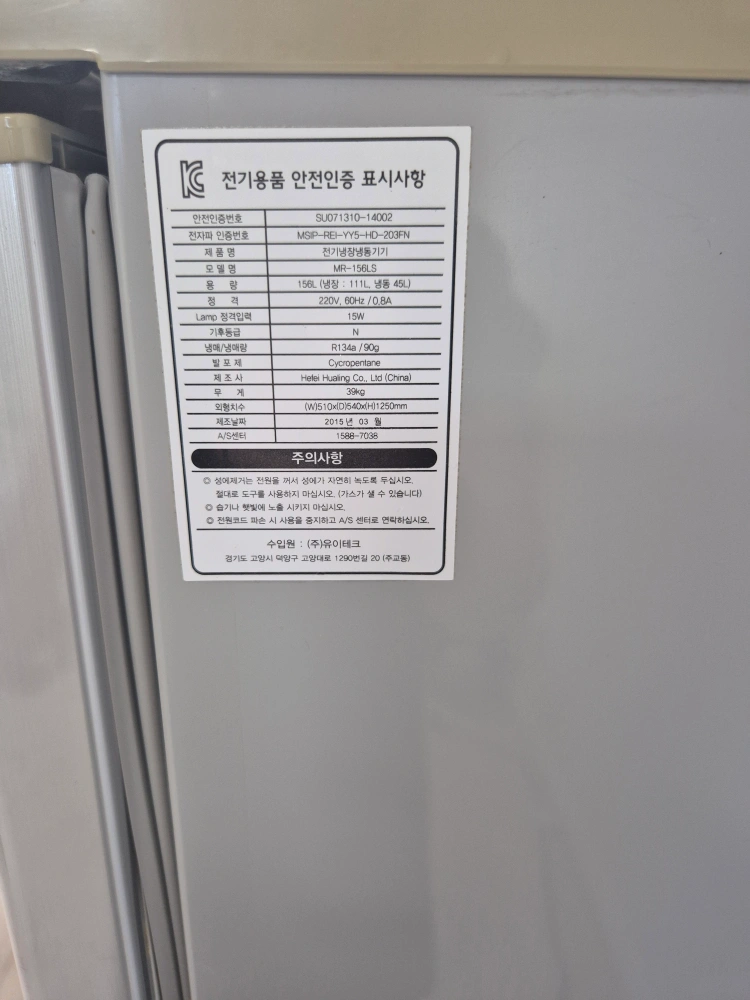 KC 전기용품 안전인증 표시사항
안전인증번호 SU071310-14002
전자파 인증번호 MSIP-REI-YY5-HD-203FN
제 품 명 전기냉장냉동기기
모 델 명 MR-156LS
용 량 156L (냉장 : 111L, 냉동 45L)
정 격 220V, 60Hz / 0.8A
Lamp 정격입력 15W
기후등급 N
냉매/냉매량 R134a / 90g
발 포 제 Cycropentane
제 조 사 Hefei Hualing Co., Ltd (China)
무 게 39kg
외형치수 (W)510x(D)540x(H)1250mm
제조날짜 2015 년 03 월
A/S센터 1588-7038
주의사항
◎ 성에제거는 전원을 꺼서 성에가 자연히 녹도록 두십시오.
절대로 도구를 사용하지 마십시오. (가스가 샐 수 있습니다)
◎ 습기나 햇빛에 노출 시키지 마십시오.
◎ 전원코드 파손 시 사용을 중지하고 A/S 센터로 연락하십시오.
수입원 : (주)유이테크
경기도 고양시 덕양구 고양대로 1290번길 20 (주교동)